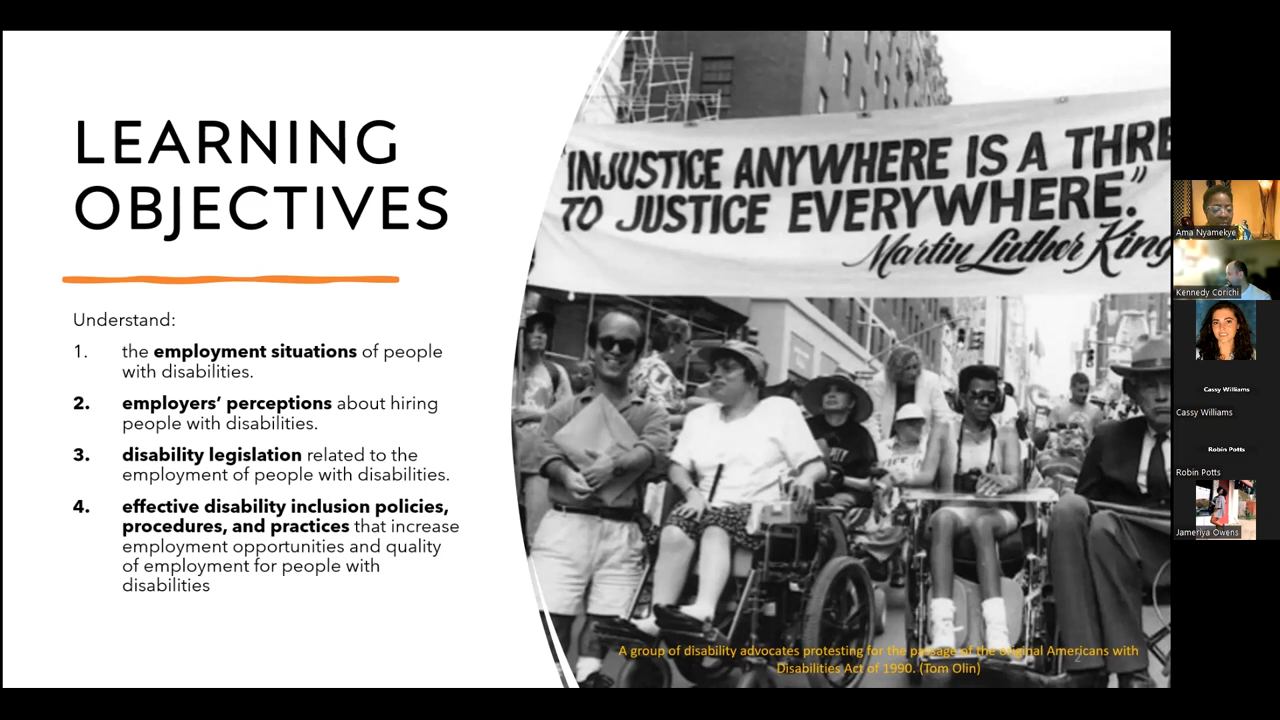 LEARNING
OBJECTIVES
Understand:
1. the employment situations of people
with disabilities.
2. employers’ perceptions about hiring
people with disabilities.
3. disability legislation related to the
employment of people with disabilities.
4. effective disability inclusion policies,
procedures, and practices that increase
employment opportunities and quality
of employment for people with
disabilities
"INJUSTICE ANYWHERE IS A THRE
TO JUSTICE EVERYWHERE."
Martin Luther King
A group of disability advocates protesting for the passage of the original Americans with
Disabilities Act of 1990. (Tom Olin)
2
Ama Nyamekye
Kennedy Corichi
Cassy Williams
Cassy Williams
Robin Potts
Robin Potts
Jameriya Owens